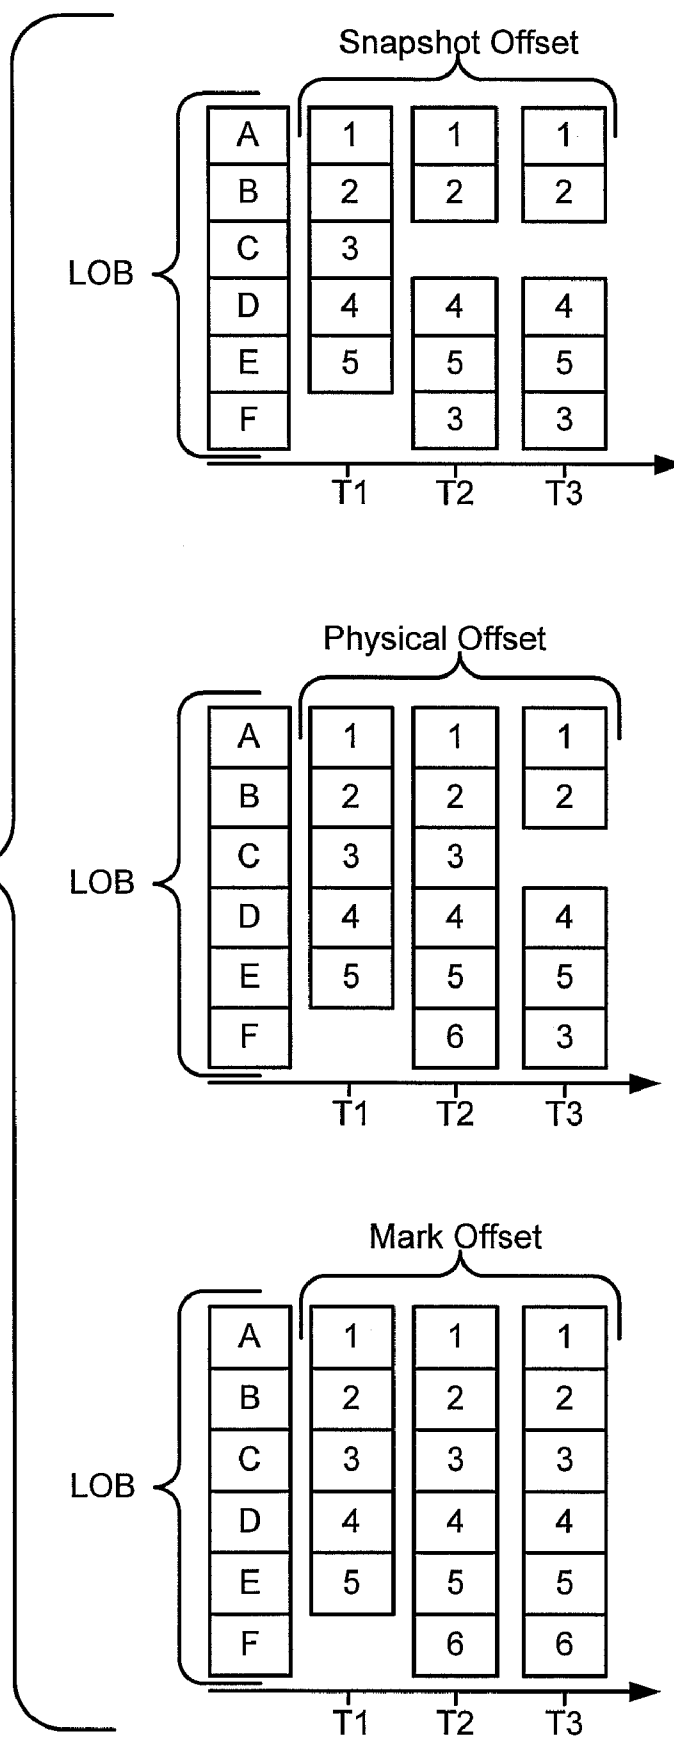 Snapshot Offset
A 1 1 1
B 2 2 2
C 3
LOB
D 4 4 4
E 5 5 5
F 3 3
T1 T2 T3
Physical Offset
A 1 1 1
B 2 2 2
C 3 3
LOB
D 4 4 4
E 5 5 5
F 6 3
T1 T2 T3
Mark Offset
A 1 1 1
B 2 2 2
C 3 3 3
LOB
D 4 4 4
E 5 5 5
F 6 6
T1 T2 T3